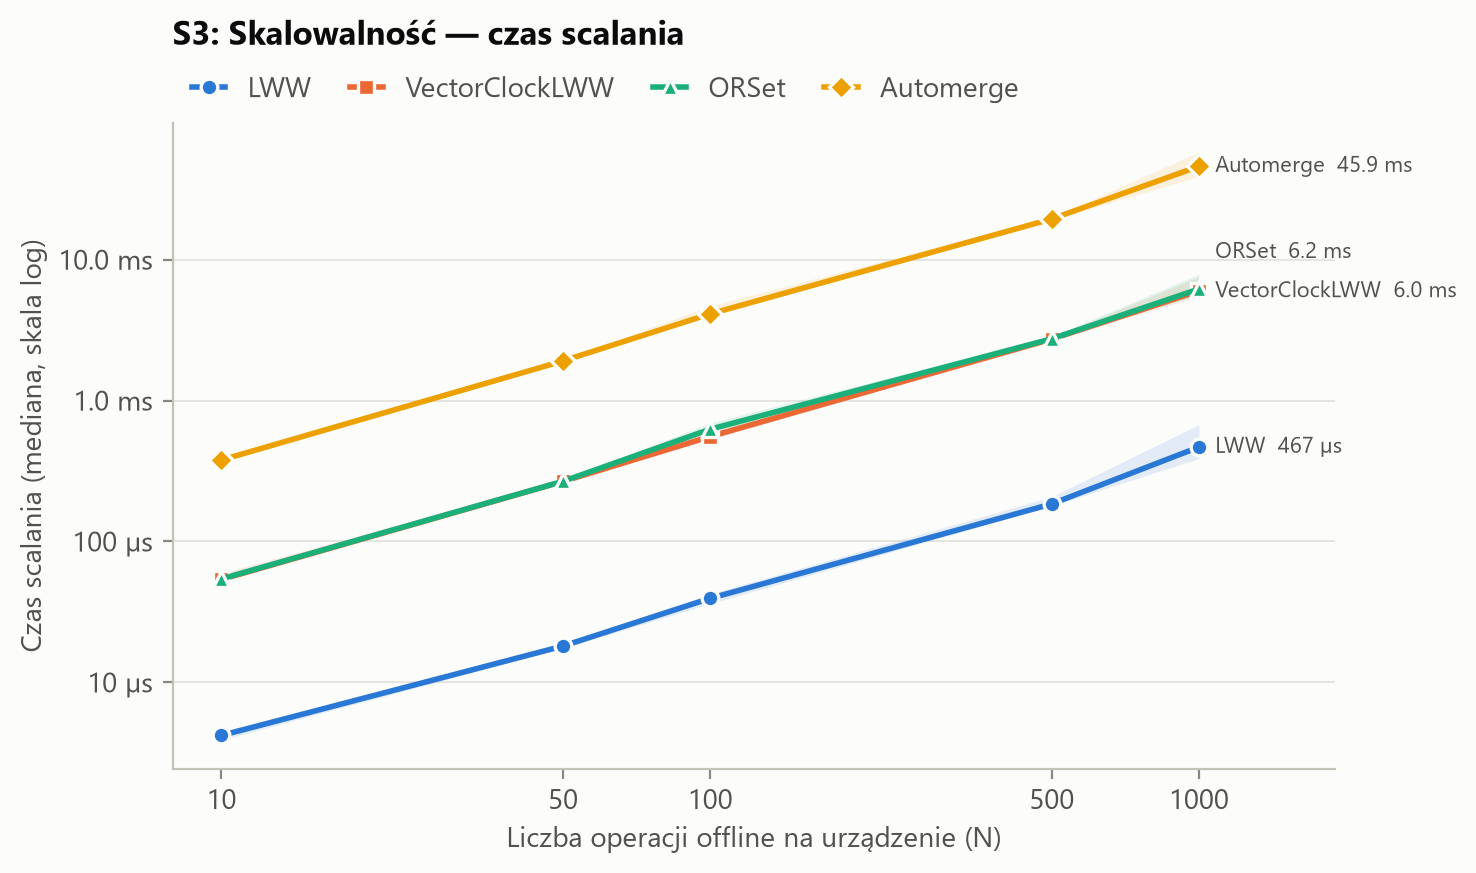 S3: Skalowalność — czas scalania
LWW VectorClockLWW ORSet Automerge
Czas scalania (mediana, skala log)
10.0 ms
1.0 ms
100 µs
10 µs
Automerge 45.9 ms
ORSet 6.2 ms
VectorClockLWW 6.0 ms
LWW 467 µs
10 50 100 500 1000
Liczba operacji offline na urządzenie (N)